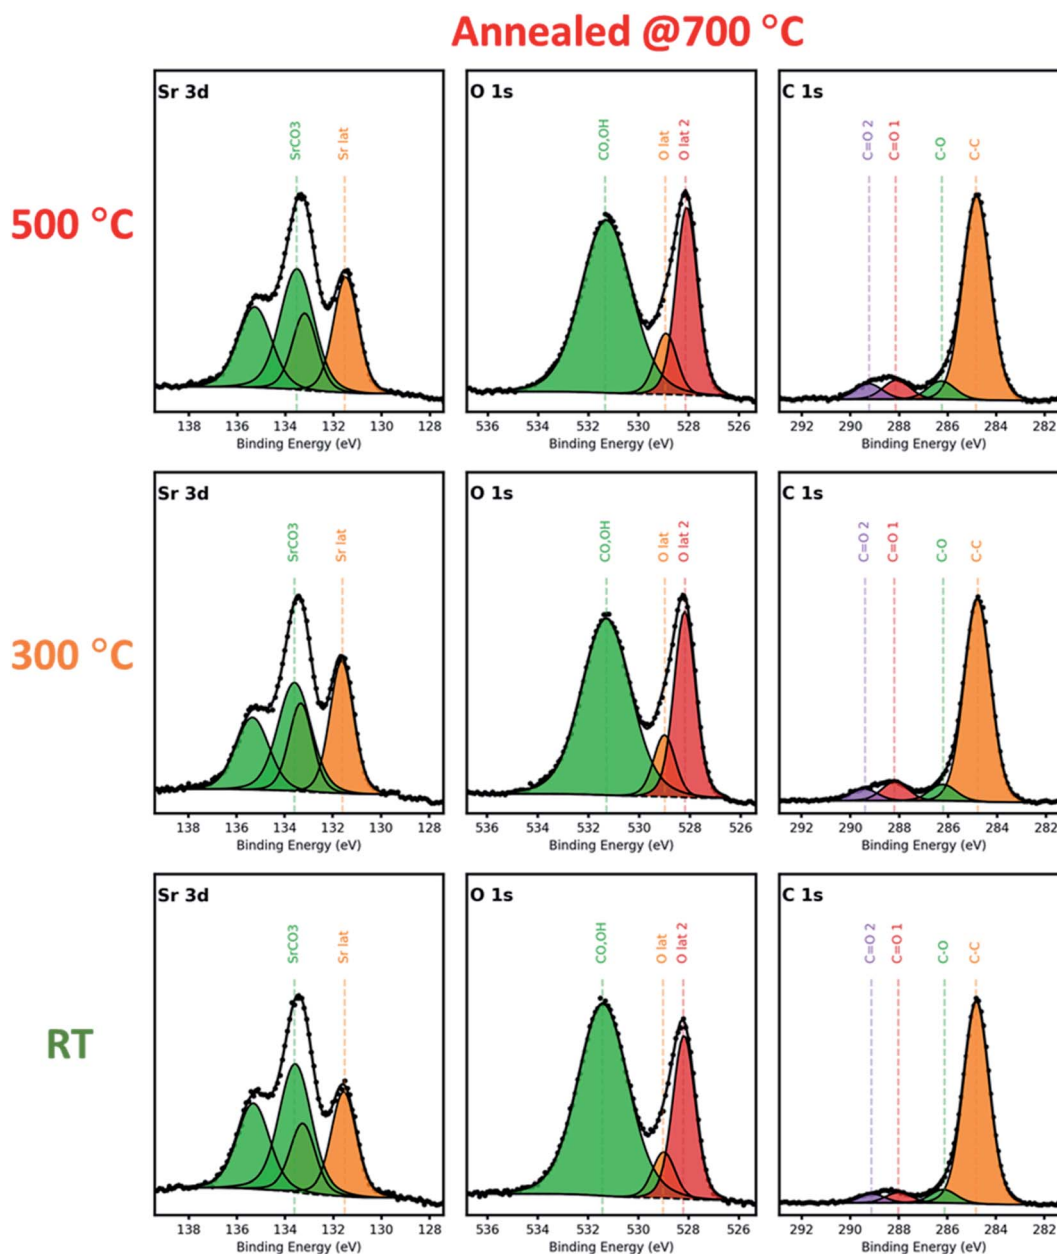 Annealed @700 °C
500 °C
Sr 3d
SrCO3
Sr lat
138 136 134 132 130 128
Binding Energy (eV)
O 1s
CO,OH
O lat
O lat 2
536 534 532 530 528 526
Binding Energy (eV)
C 1s
C=O 2
C=O 1
C-O
C-C
292 290 288 286 284 282
Binding Energy (eV)
300 °C
Sr 3d
SrCO3
Sr lat
138 136 134 132 130 128
Binding Energy (eV)
O 1s
CO,OH
O lat
O lat 2
536 534 532 530 528 526
Binding Energy (eV)
C 1s
C=O 2
C=O 1
C-O
C-C
292 290 288 286 284 282
Binding Energy (eV)
RT
Sr 3d
SrCO3
Sr lat
138 136 134 132 130 128
Binding Energy (eV)
O 1s
CO,OH
O lat
O lat 2
536 534 532 530 528 526
Binding Energy (eV)
C 1s
C=O 2
C=O 1
C-O
C-C
292 290 288 286 284 282
Binding Energy (eV)